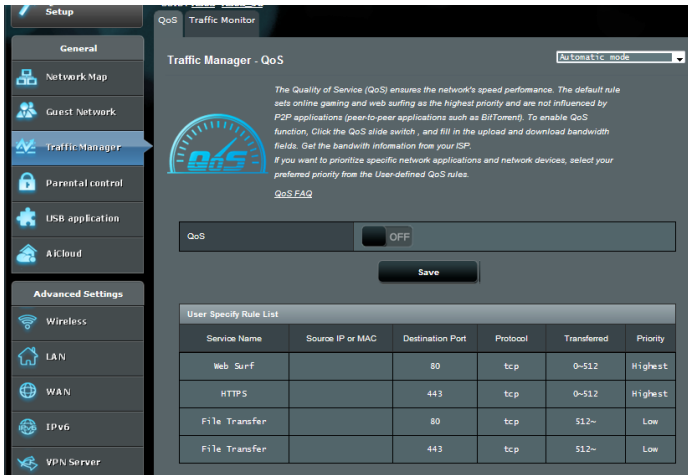 Setup
QoS
Traffic Monitor
General
Network Map
Guest Network
Traffic Manager
Parental control
USB application
AiCloud
Advanced Settings
Wireless
LAN
WAN
IPv6
VPN Server
Traffic Manager - QoS
Automatic mode
The Quality of Service (QoS) ensures the network's speed perfomance. The default rule
sets online gaming and web surfing as the highest priority and are not influenced by
P2P applications (peer-to-peer applications such as BitTorrent). To enable QoS
function, Click the QoS slide switch , and fill in the upload and download bandwidth
fields. Get the bandwith information from your ISP.
If you want to prioritize specific network applications and network devices, select your
preferred priority from the User-defined QoS rules.
QoS
QoS FAQ
QoS
OFF
Save
User Specify Rule List
Service Name Source IP or MAC Destination Port Protocol Transferred Priority
Web Surf 80 tcp 0~512 Highest
HTTPS 443 tcp 0~512 Highest
File Transfer 80 tcp 512~ Low
File Transfer 443 tcp 512~ Low